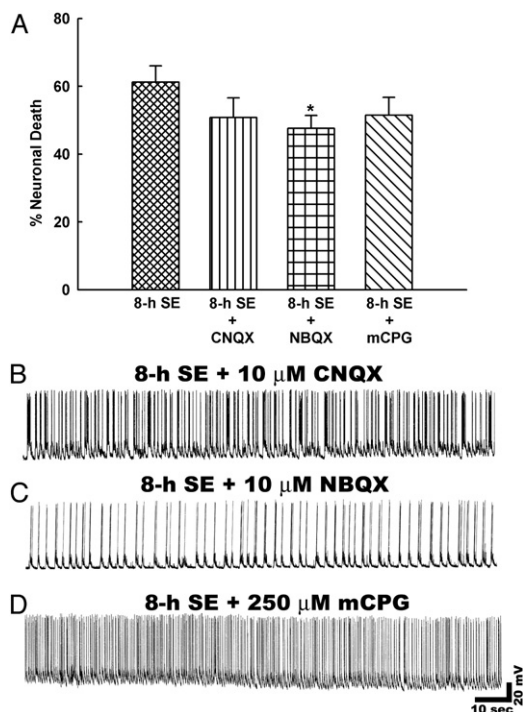 A
80
60
40
20
0
% Neuronal Death
*
8-h SE
8-h SE
+
CNQX
8-h SE
+
NBQX
8-h SE
+
mCPG
B
8-h SE + 10 μM CNQX
C
8-h SE + 10 μM NBQX
D
8-h SE + 250 μM mCPG
20 mV
10 sec